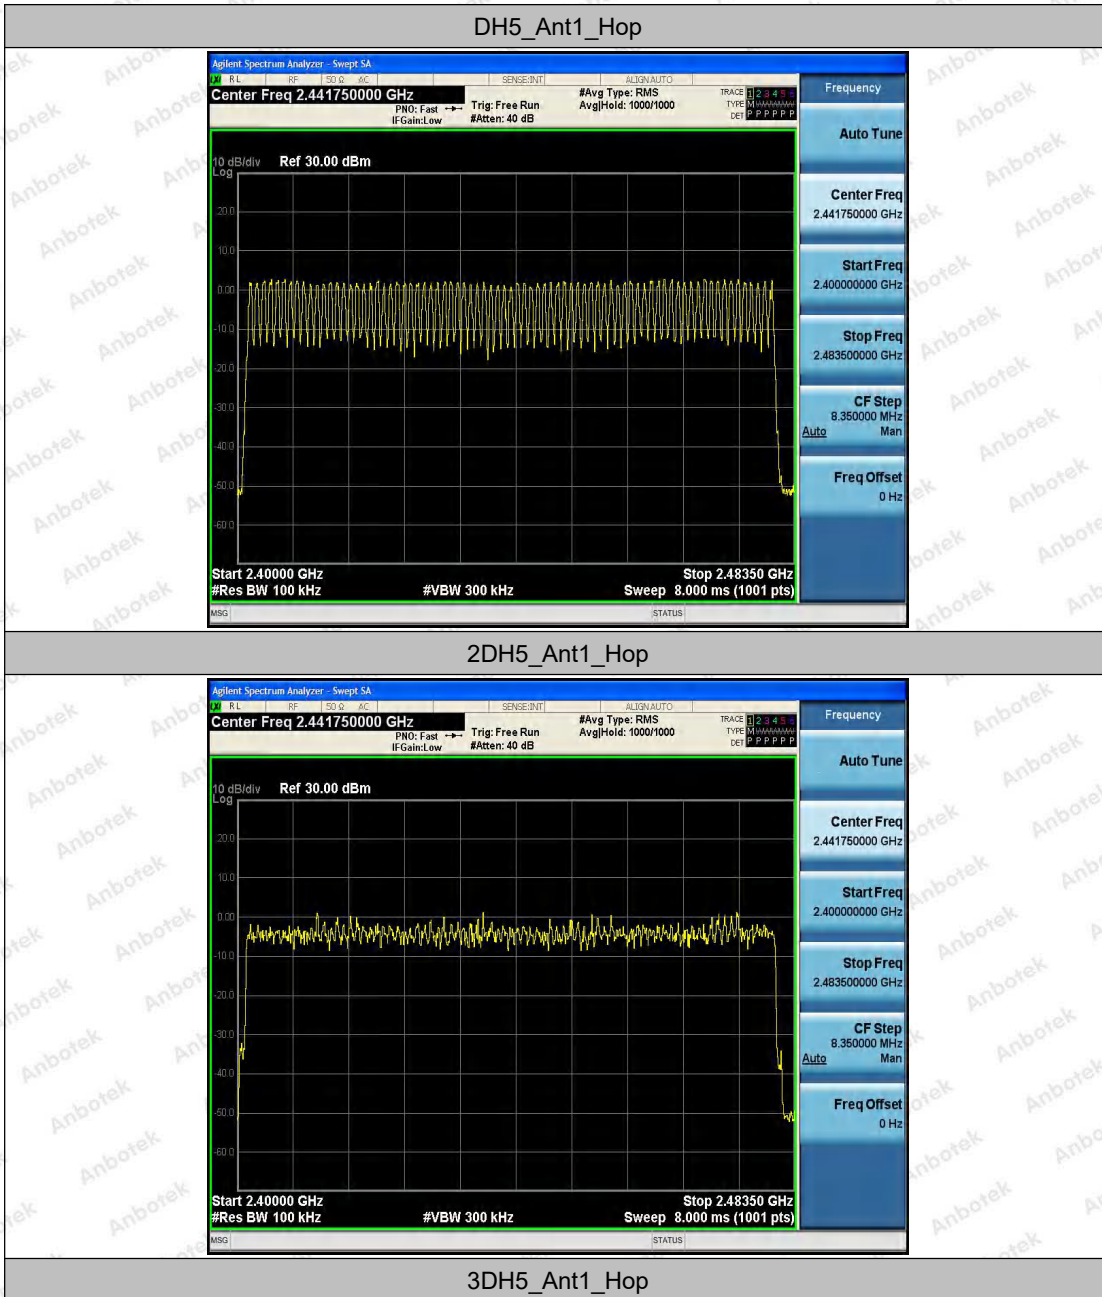 DH5_Ant1_Hop
Agilent Spectrum Analyzer - Swept SA
RL RF 50 Ω AC SENSE:INT ALIGN AUTO
Center Freq 2.441750000 GHz
PNO: Fast
IFGain:Low
Trig: Free Run
#Atten: 40 dB
#Avg Type: RMS
Avg|Hold: 1000/1000
TRACE 1 2 3 4 5 6
TYPE M
DET P P P P P P
10 dB/div Ref 30.00 dBm
Log
20.0
10.0
0.00
-10.0
-20.0
-30.0
-40.0
-50.0
-60.0
Start 2.40000 GHz Stop 2.48350 GHz
#Res BW 100 kHz #VBW 300 kHz Sweep 8.000 ms (1001 pts)
MSG STATUS
Frequency
Auto Tune
Center Freq
2.441750000 GHz
Start Freq
2.400000000 GHz
Stop Freq
2.483500000 GHz
CF Step
8.350000 MHz
Auto Man
Freq Offset
0 Hz
2DH5_Ant1_Hop
Agilent Spectrum Analyzer - Swept SA
RL RF 50 Ω AC SENSE:INT ALIGN AUTO
Center Freq 2.441750000 GHz
PNO: Fast
IFGain:Low
Trig: Free Run
#Atten: 40 dB
#Avg Type: RMS
Avg|Hold: 1000/1000
TRACE 1 2 3 4 5 6
TYPE M
DET P P P P P P
10 dB/div Ref 30.00 dBm
Log
20.0
10.0
0.00
-10.0
-20.0
-30.0
-40.0
-50.0
-60.0
Start 2.40000 GHz Stop 2.48350 GHz
#Res BW 100 kHz #VBW 300 kHz Sweep 8.000 ms (1001 pts)
MSG STATUS
Frequency
Auto Tune
Center Freq
2.441750000 GHz
Start Freq
2.400000000 GHz
Stop Freq
2.483500000 GHz
CF Step
8.350000 MHz
Auto Man
Freq Offset
0 Hz
3DH5_Ant1_Hop